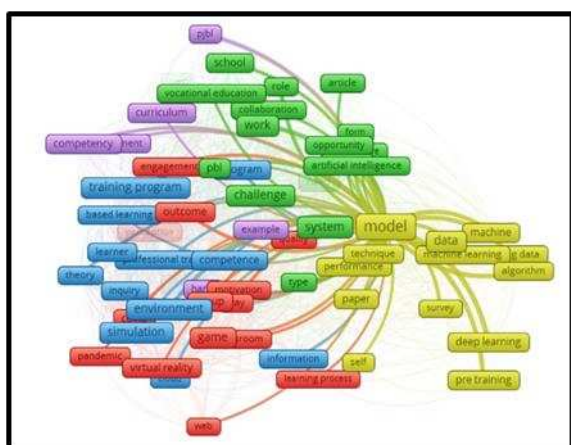 pjbl
school
article
vocational education
role
curriculum
collaboration
work
form
opportunity
competency
artificial intelligence
engagement
pbl
training program
challenge
based learning
outcome
example
system
model
data
machine
learner
competence
technique
machine learning
performance
algorithm
theory
inquiry
motivation
type
paper
survey
environment
simulation
game
information
self
deep learning
pandemic
virtual reality
learning process
pre training
web